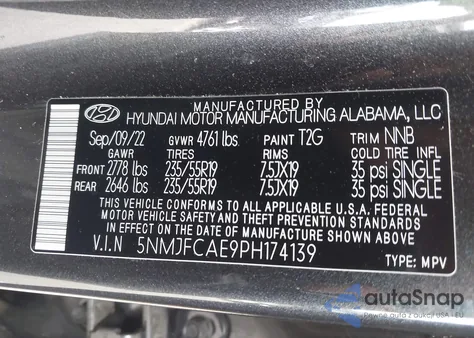 MANUFACTURED BY
HYUNDAI MOTOR MANUFACTURING ALABAMA, LLC
Sep/09/22 GVWR 4761 lbs PAINT T2G TRIM NNB
GAWR TIRES RIMS COLD TIRE INFL
FRONT 2778 lbs 235/55R19 7.5JX19 35 psi SINGLE
REAR 2646 lbs 235/55R19 7.5JX19 35 psi SINGLE
THIS VEHICLE CONFORMS TO ALL APPLICABLE U.S.A. FEDERAL
MOTOR VEHICLE SAFETY AND THEFT PREVENTION STANDARDS
IN EFFECT ON THE DATE OF MANUFACTURE SHOWN ABOVE.
V.I.N 5NMJFCAE9PH174139
TYPE: MPV
autoSnap